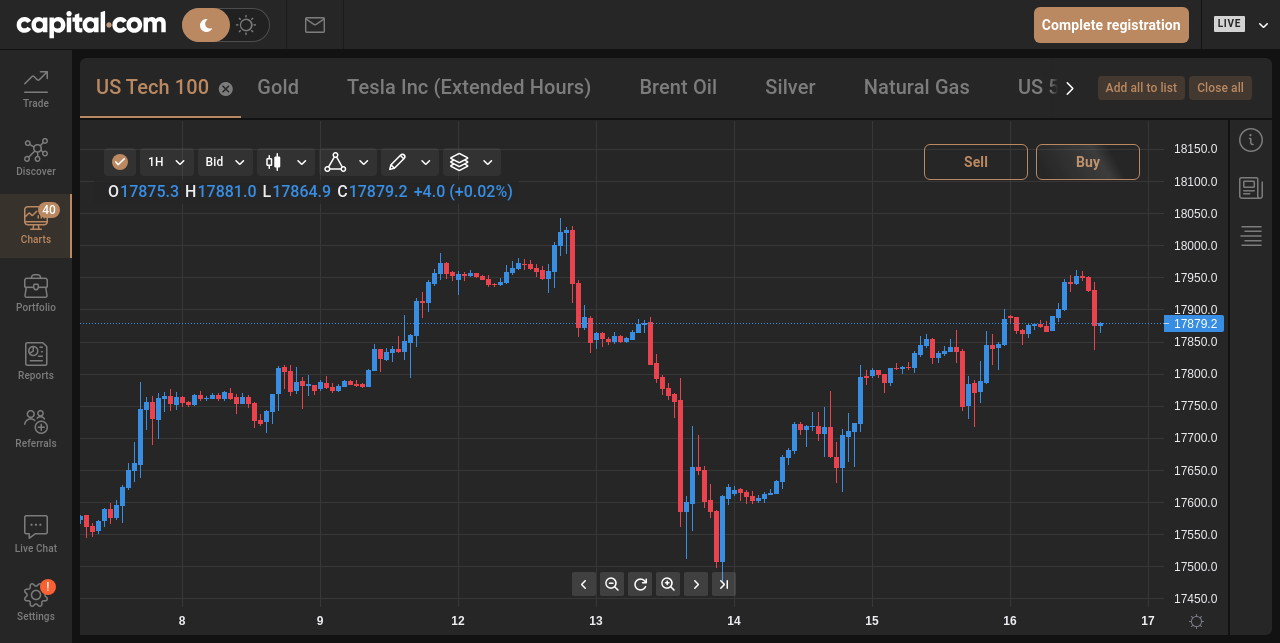 capital.com
Complete registration
LIVE
US Tech 100
Gold
Tesla Inc (Extended Hours)
Brent Oil
Silver
Natural Gas
US 5
Add all to list
Close all
Trade
Discover
40
Charts
Portfolio
Reports
Referrals
Live Chat
!
Settings
1H
Bid
Sell
Buy
O17875.3 H17881.0 L17864.9 C17879.2 +4.0 (+0.02%)
18150.0
18100.0
18050.0
18000.0
17950.0
17900.0
17879.2
17850.0
17800.0
17750.0
17700.0
17650.0
17600.0
17550.0
17500.0
17450.0
8 9 12 13 14 15 16 17